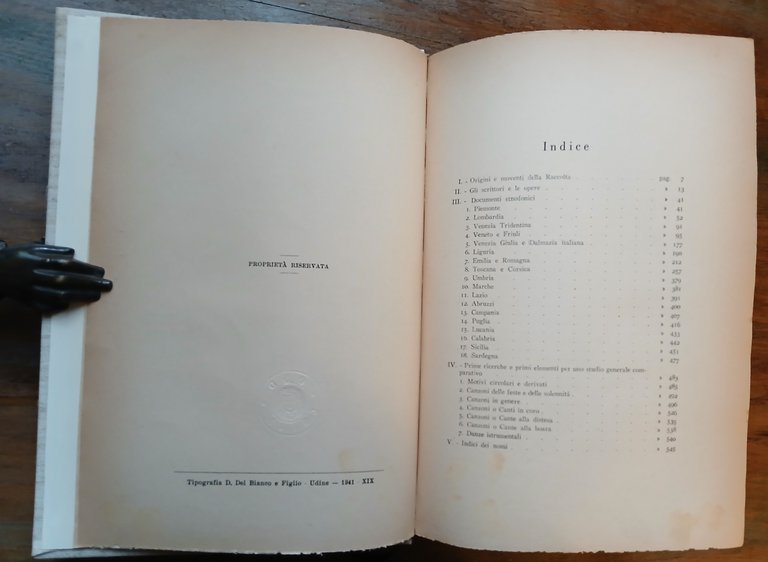 PROPRIETÀ RISERVATA
Tipografia D. Del Bianco e Figlio - Udine — 1941 - XIX
Indice
I. - Origini e moventi della Raccolta pag. 7
II. - Gli scrittori e le opere » 13
III. - Documenti etnofonici » 41
1. Piemonte » 41
2. Lombardia » 52
3. Venezia Tridentina » 91
4. Veneto e Friuli » 95
5. Venezia Giulia e Dalmazia italiana » 177
6. Liguria » 190
7. Emilia e Romagna » 212
8. Toscana e Corsica » 257
9. Umbria » 379
10. Marche » 381
11. Lazio » 391
12. Abruzzi » 400
13. Campania » 407
14. Puglia » 416
15. Lucania » 433
16. Calabria » 442
17. Sicilia » 451
18. Sardegna » 477
IV. - Prime ricerche e primi elementi per uno studio generale com-
parativo » 483
1. Motivi circolari e derivati » 485
2. Canzoni delle feste e delle solennità » 492
3. Canzoni in genere » 496
4. Canzoni o Canti in coro » 526
5. Canzoni o Cante alla distesa » 535
6. Canzoni o Cante alla boara » 538
7. Danze istrumentali » 540
V. - Indici dei nomi » 545